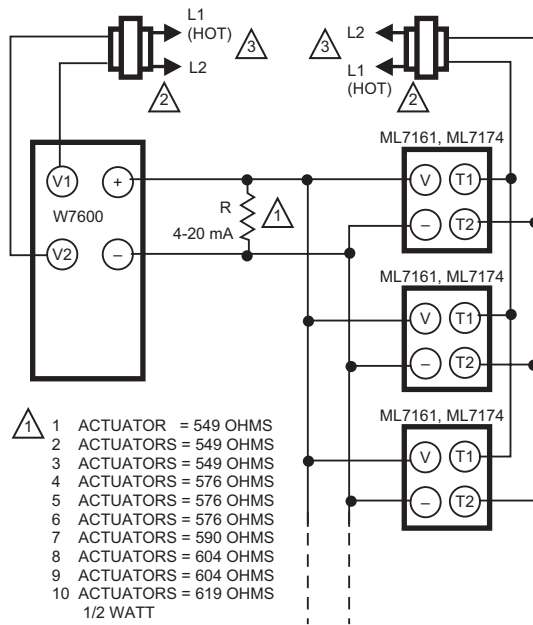 L1
(HOT)
L2
3
2
3
L2
L1
(HOT)
2
ML7161, ML7174
V1
+
W7600
V2
–
R
4-20 mA
1
V
T1
–
T2
ML7161, ML7174
V
T1
–
T2
ML7161, ML7174
V
T1
–
T2
1
1 ACTUATOR = 549 OHMS
2 ACTUATORS = 549 OHMS
3 ACTUATORS = 549 OHMS
4 ACTUATORS = 576 OHMS
5 ACTUATORS = 576 OHMS
6 ACTUATORS = 576 OHMS
7 ACTUATORS = 590 OHMS
8 ACTUATORS = 604 OHMS
9 ACTUATORS = 604 OHMS
10 ACTUATORS = 619 OHMS
1/2 WATT